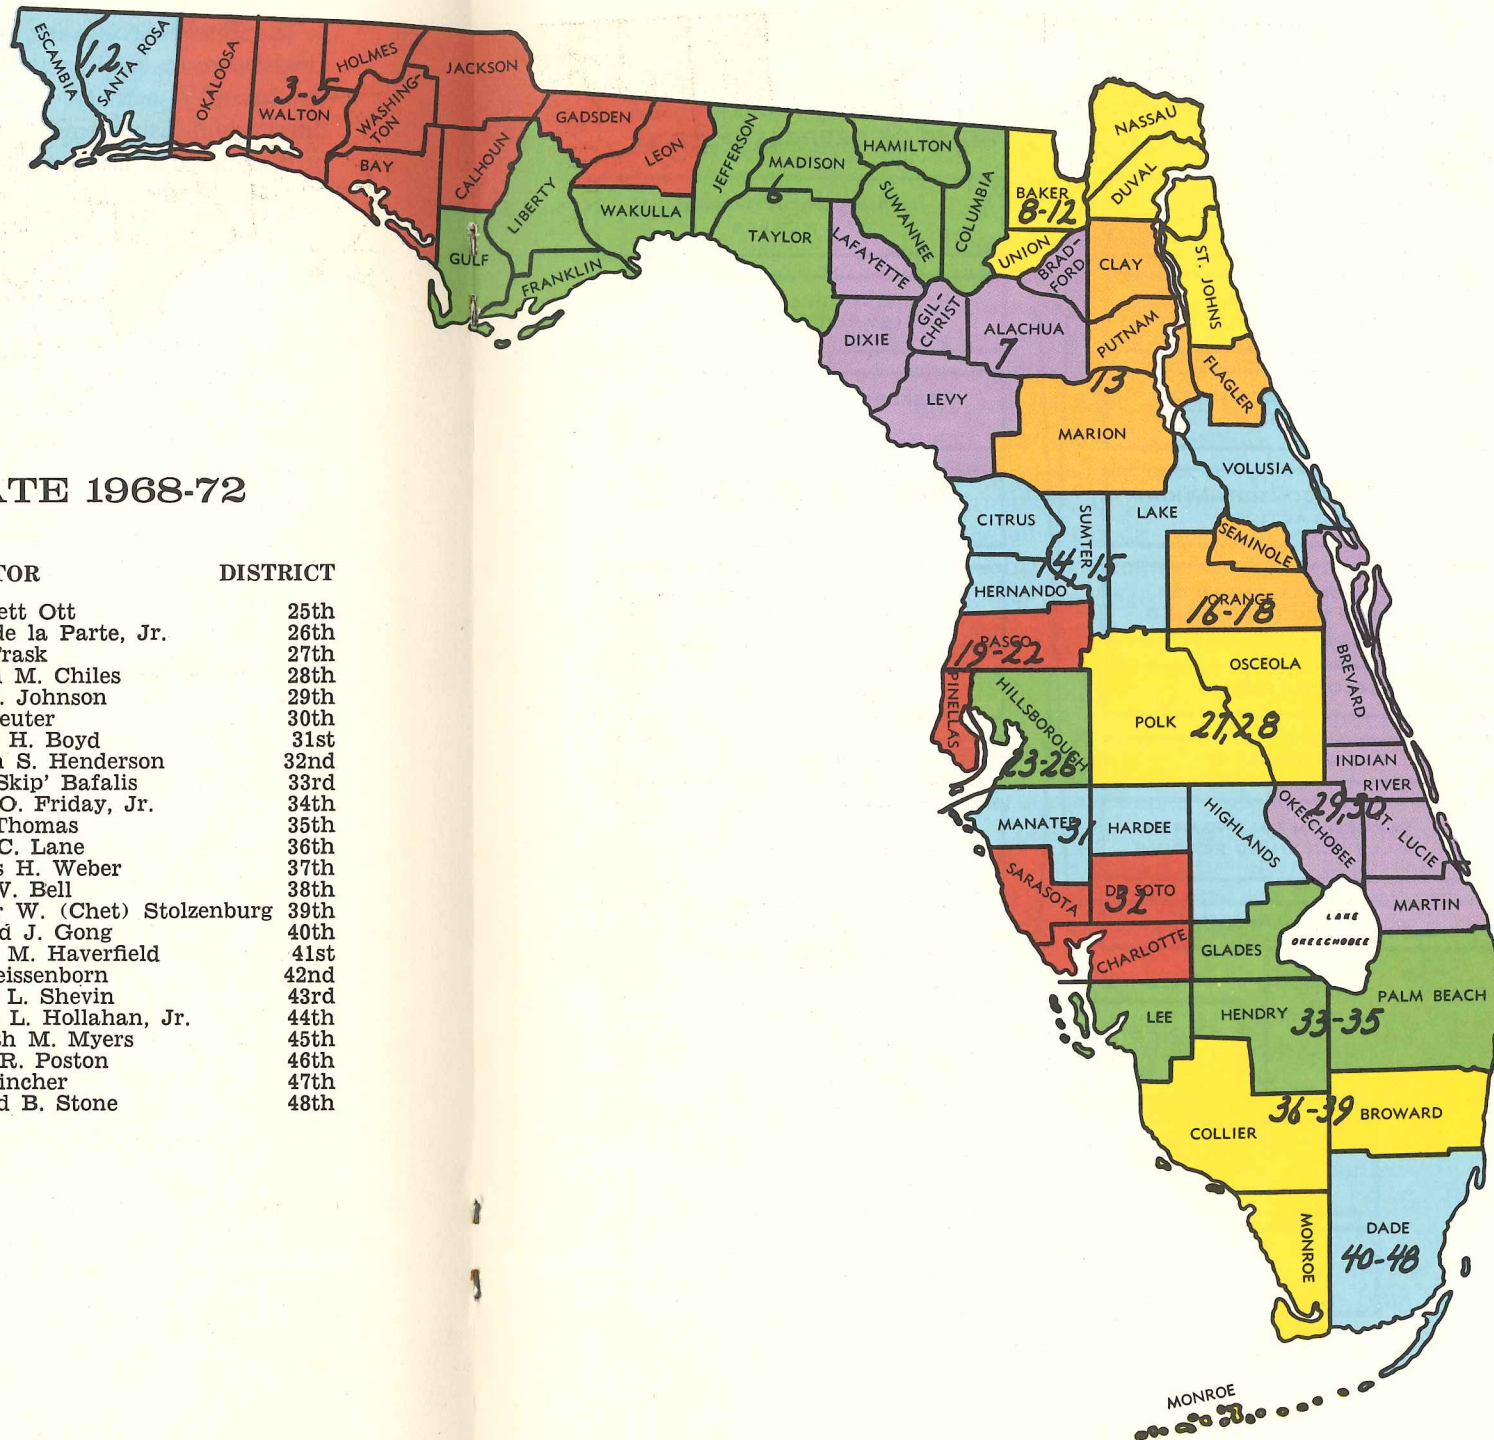 ATE 1968-72
TOR DISTRICT
ett Ott 25th
de la Parte, Jr. 26th
rask 27th
M. Chiles 28th
. Johnson 29th
euter 30th
H. Boyd 31st
S. Henderson 32nd
Skip' Bafalis 33rd
O. Friday, Jr. 34th
Thomas 35th
C. Lane 36th
s H. Weber 37th
W. Bell 38th
r W. (Chet) Stolzenburg 39th
d J. Gong 40th
M. Haverfield 41st
eissenborn 42nd
L. Shevin 43rd
L. Hollahan, Jr. 44th
th M. Myers 45th
R. Poston 46th
incher 47th
d B. Stone 48th
ESCAMBIA
1,2
SANTA ROSA
OKALOOSA
3-5
WALTON
HOLMES
WASHING-
TON
JACKSON
BAY
CALHOUN
GULF
LIBERTY
GADSDEN
LEON
WAKULLA
FRANKLIN
JEFFERSON
MADISON
6
TAYLOR
HAMILTON
SUWANNEE
COLUMBIA
LAFAYETTE
DIXIE
GIL-
CHRIST
ALACHUA
7
LEVY
BAKER
8-12
UNION
BRAD-
FORD
NASSAU
DUVAL
CLAY
ST. JOHNS
PUTNAM
13
FLAGLER
MARION
VOLUSIA
CITRUS
SUMTER
LAKE
14,15
HERNANDO
SEMINOLE
ORANGE
16-18
PASCO
19-22
PINELLAS
HILLSBOROUGH
23-26
OSCEOLA
POLK
27,28
BREVARD
INDIAN
RIVER
29,30
OKEECHOBEE
ST. LUCIE
MARTIN
MANATEE
31
HARDEE
HIGHLANDS
SARASOTA
DE SOTO
32
CHARLOTTE
GLADES
LAKE
OKEECHOBEE
LEE
HENDRY
33-35
PALM BEACH
36-39
BROWARD
COLLIER
MONROE
DADE
40-48
MONROE